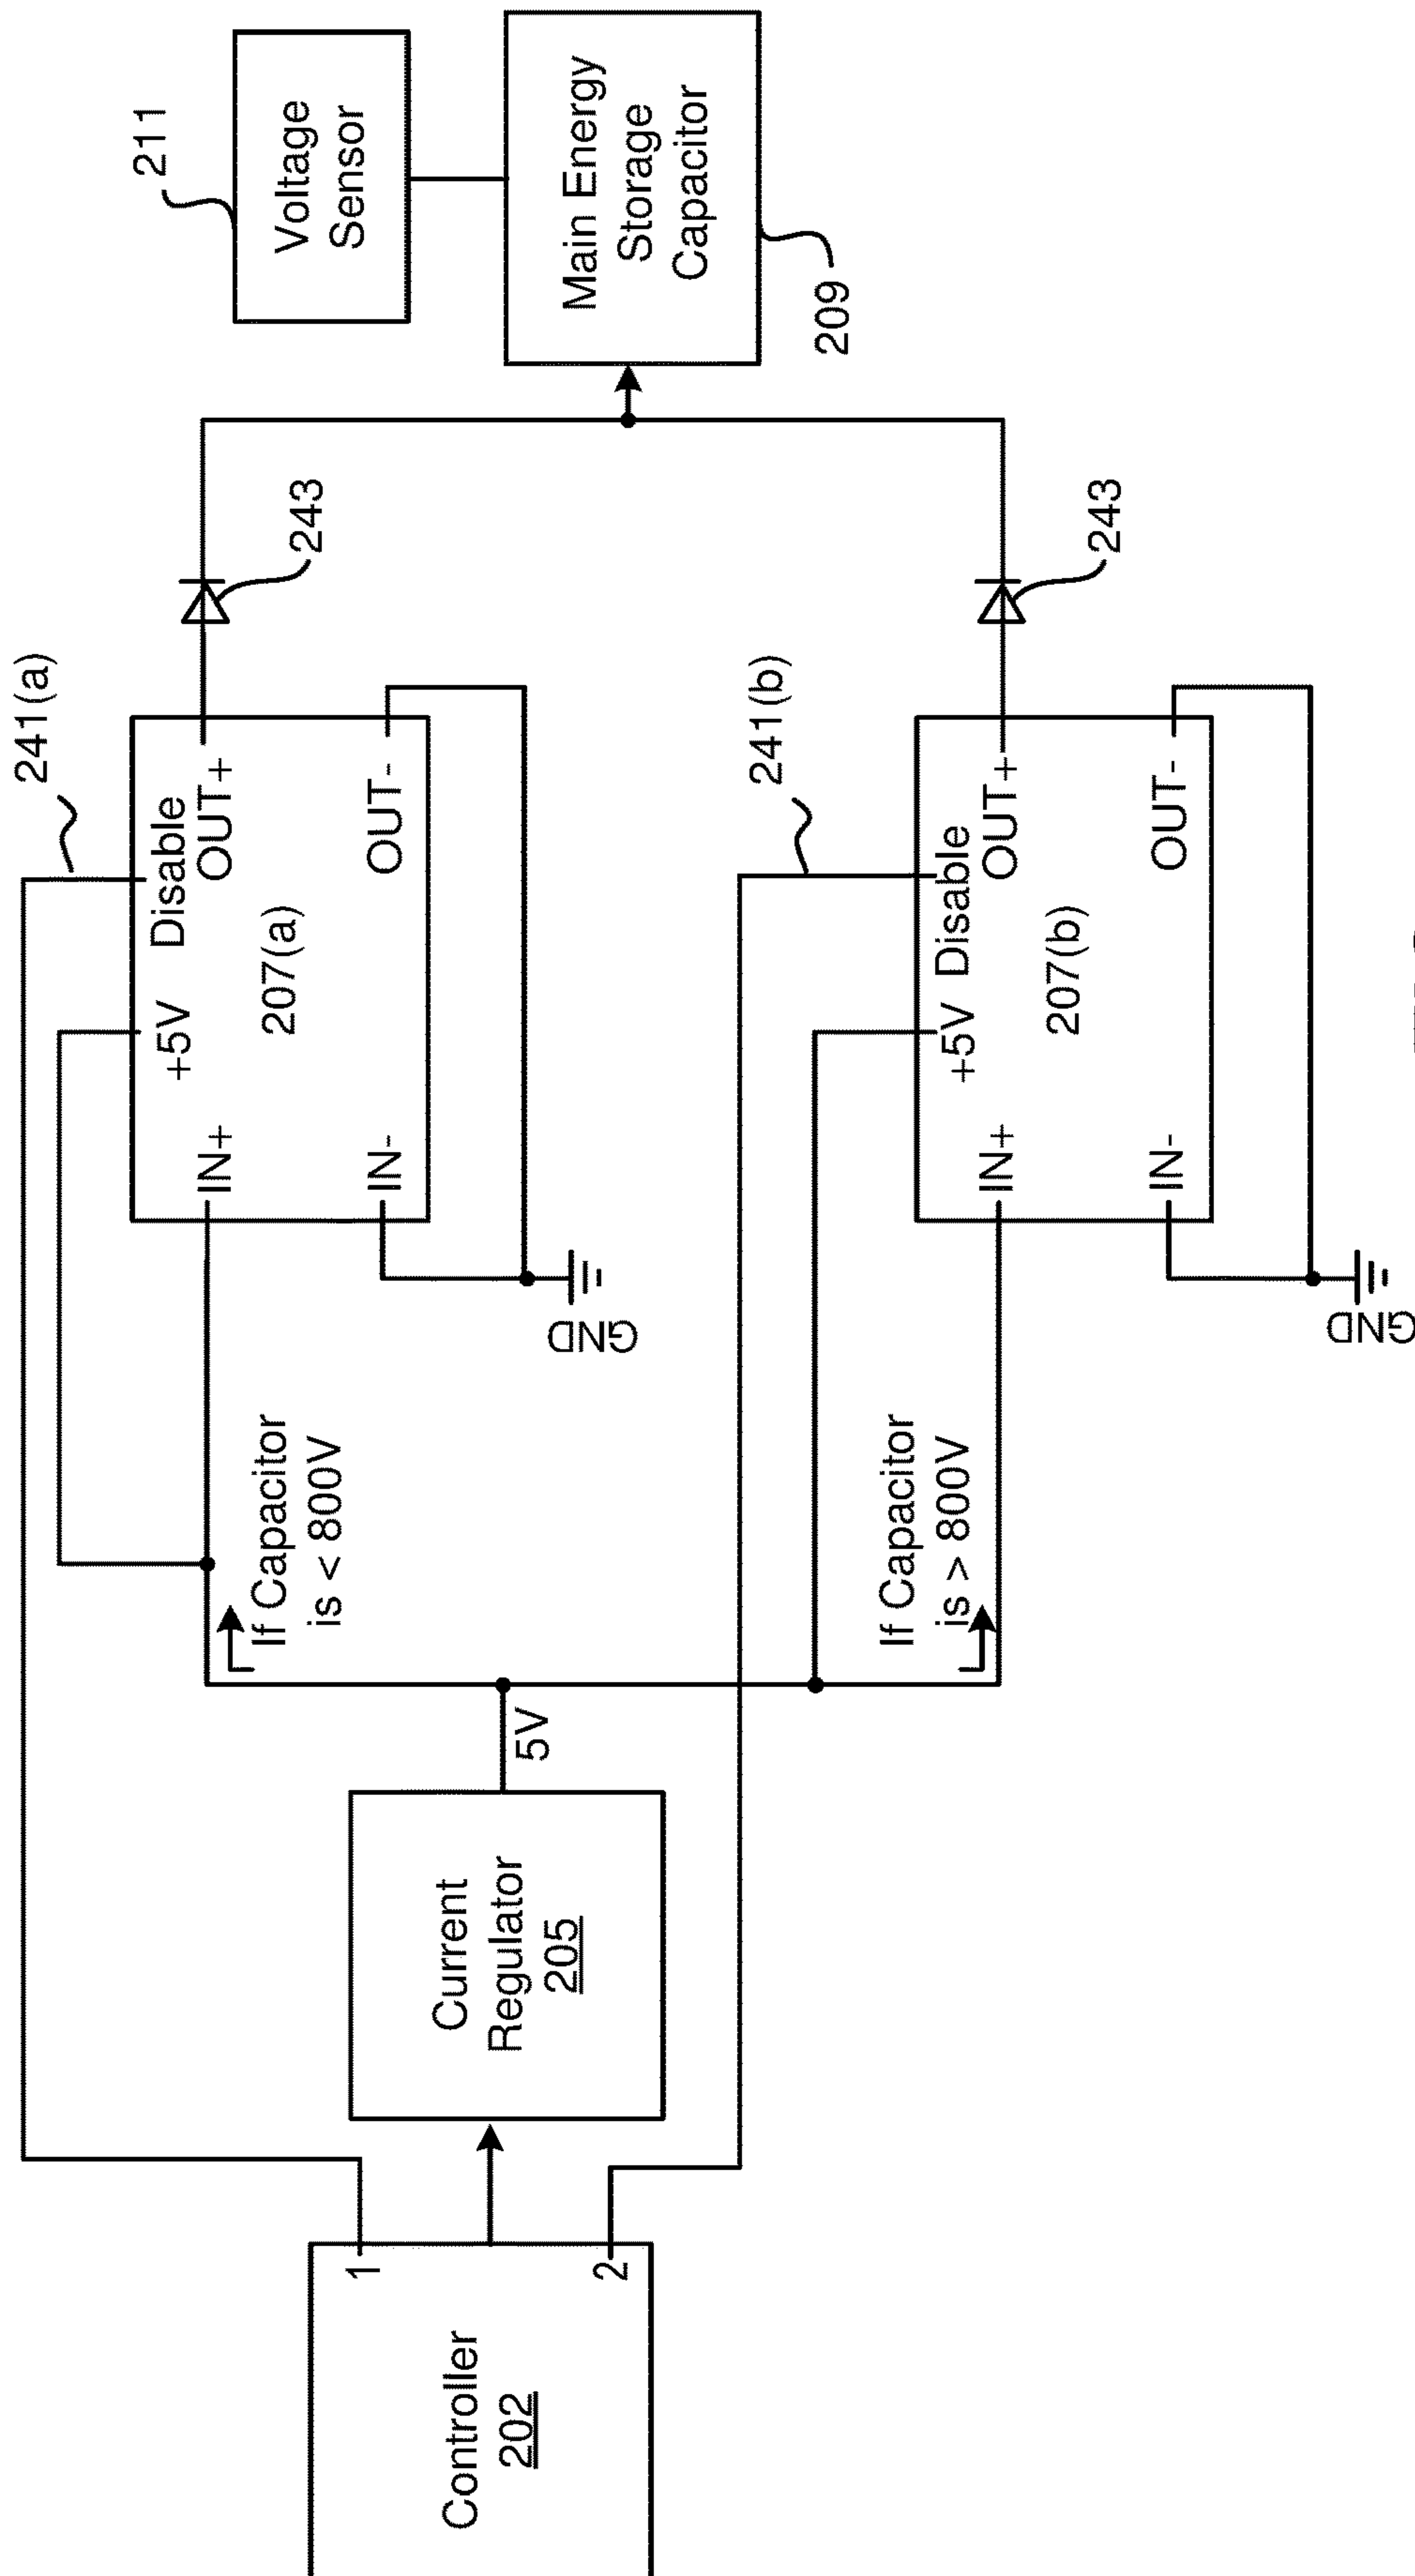 Controller
202
1
2
Current
Regulator
205
5V
If Capacitor
is < 800V
If Capacitor
is > 800V
GND
IN+
IN-
+5V
Disable
OUT+
OUT-
207(a)
241(a)
243
GND
IN+
IN-
+5V
Disable
OUT+
OUT-
207(b)
241(b)
243
211
Voltage
Sensor
Main Energy
Storage
Capacitor
209